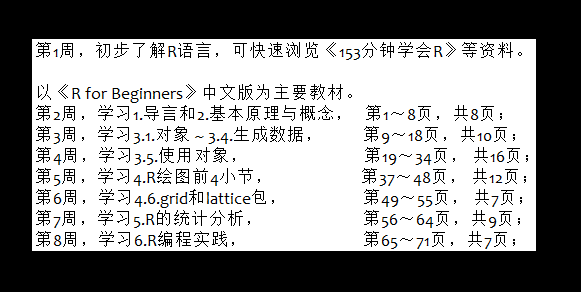 第1周，初步了解R语言，可快速浏览《153分钟学会R》等资料。
以《R for Beginners》中文版为主要教材。
第2周，学习1.导言和2.基本原理与概念， 第1～8页，共8页；
第3周，学习3.1.对象 ~ 3.4.生成数据， 第9～18页，共10页；
第4周，学习3.5.使用对象， 第19～34页，共16页；
第5周，学习4.R绘图前4小节， 第37～48页，共12页；
第6周，学习4.6.grid和lattice包， 第49～55页，共7页；
第7周，学习5.R的统计分析， 第56～64页，共9页；
第8周，学习6.R编程实践， 第65～71页，共7页；